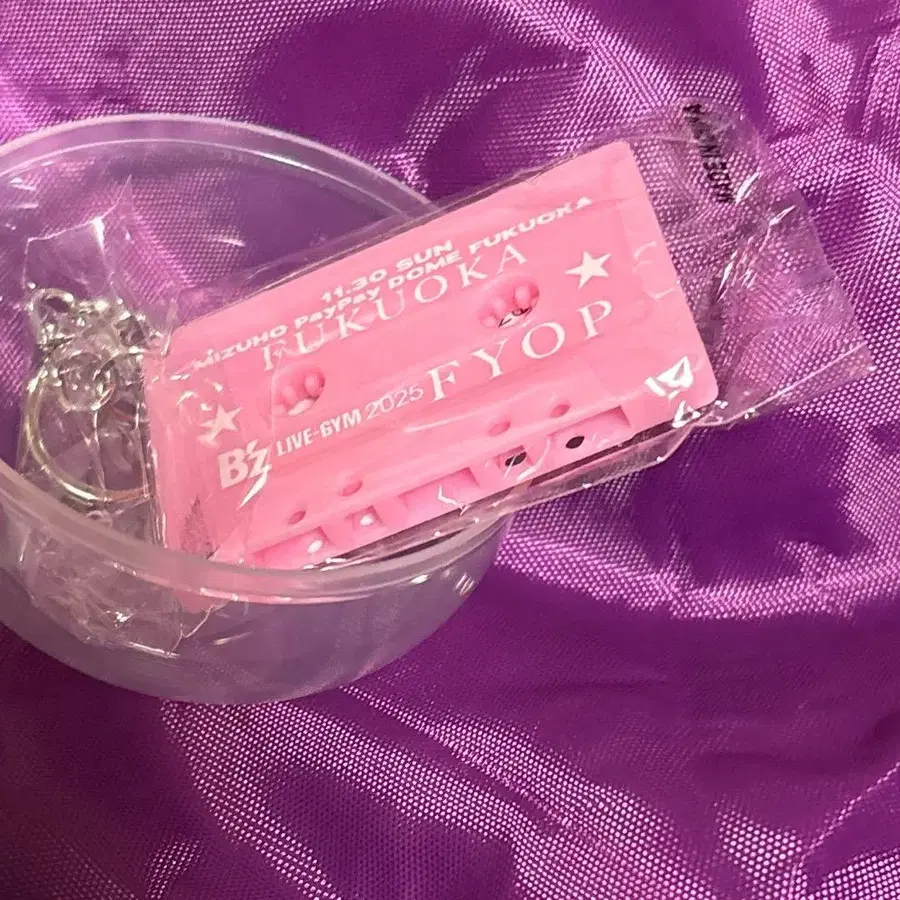 11.30 SUN
MIZUHO PayPay DOME FUKUOKA
FUKUOKA
B'z LIVE-GYM 2025 FYOP